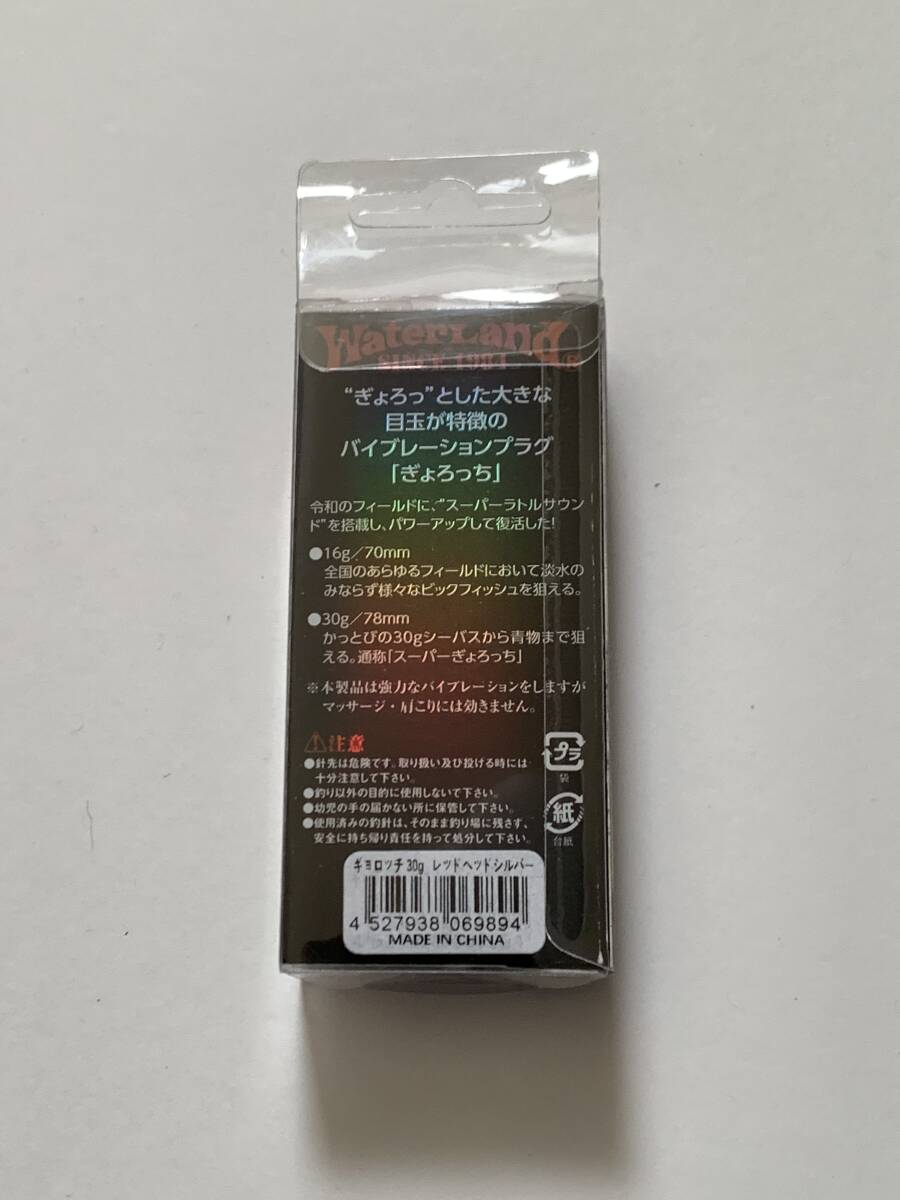 WaterLand®
SINCE 1984
“ぎょろっ”とした大きな
目玉が特徴の
バイブレーションプラグ
「ぎょろっち」
令和のフィールドに、“スーパーラトルサウン
ド”を搭載し、パワーアップして復活した!
●16g/70mm
全国のあらゆるフィールドにおいて淡水の
みならず様々なビックフィッシュを狙える。
●30g/78mm
かっとびの30gシーバスから青物まで狙
える。通称「スーパーぎょろっち」
※本製品は強力なバイブレーションをしますが
マッサージ・肩こりには効きません。
⚠注意
●針先は危険です。取り扱い及び投げる時には
十分注意して下さい。
●釣り以外の目的に使用しないで下さい。
●幼児の手の届かない所に保管して下さい。
●使用済みの釣針は、そのまま釣り場に残さず、
安全に持ち帰り責任を持って処分して下さい。
プラ
袋
紙
台紙
ギョロッチ30g レッドヘッドシルバー
4 527938 069894
MADE IN CHINA